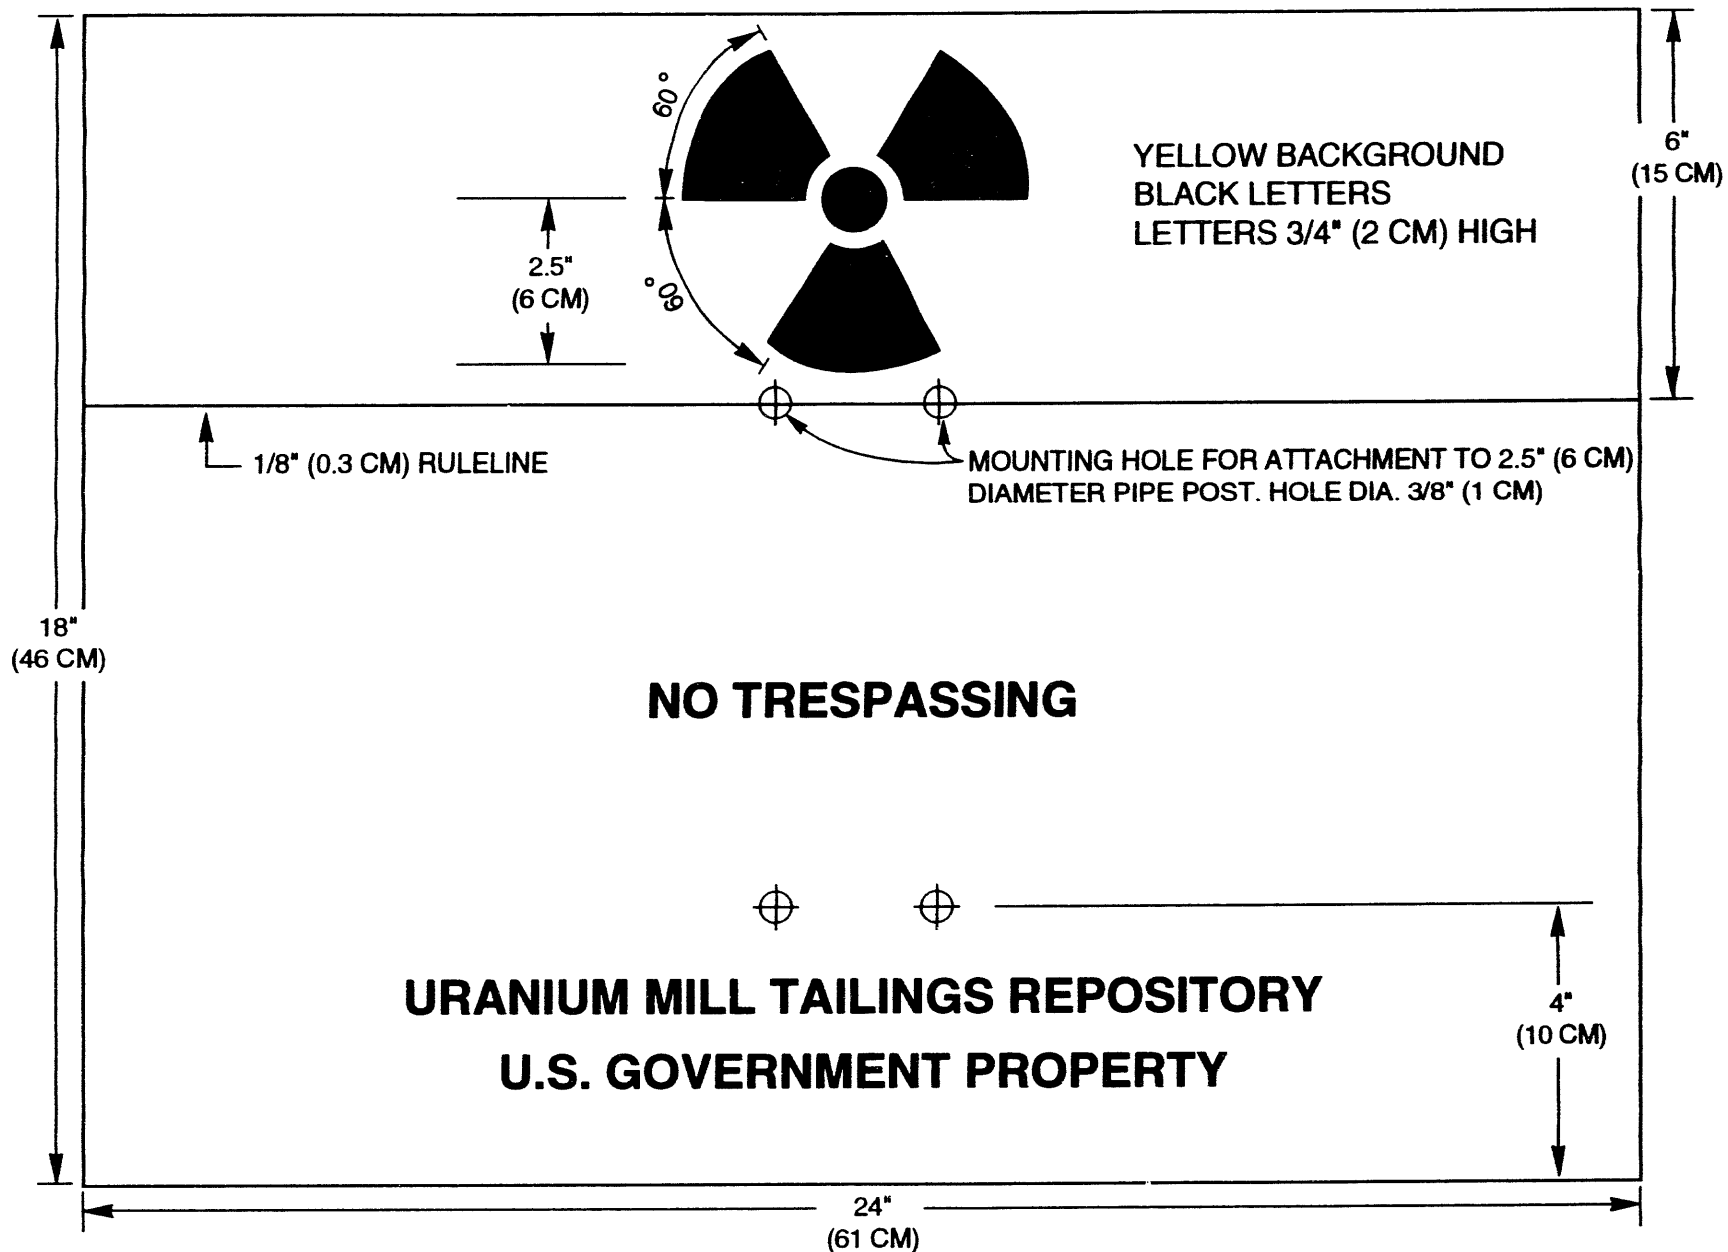 60°
6"
(15 CM)
YELLOW BACKGROUND
BLACK LETTERS
LETTERS 3/4" (2 CM) HIGH
2.5"
(6 CM)
60°
1/8" (0.3 CM) RULELINE
MOUNTING HOLE FOR ATTACHMENT TO 2.5" (6 CM)
DIAMETER PIPE POST. HOLE DIA. 3/8" (1 CM)
18"
(46 CM)
NO TRESPASSING
URANIUM MILL TAILINGS REPOSITORY
U.S. GOVERNMENT PROPERTY
4"
(10 CM)
24"
(61 CM)